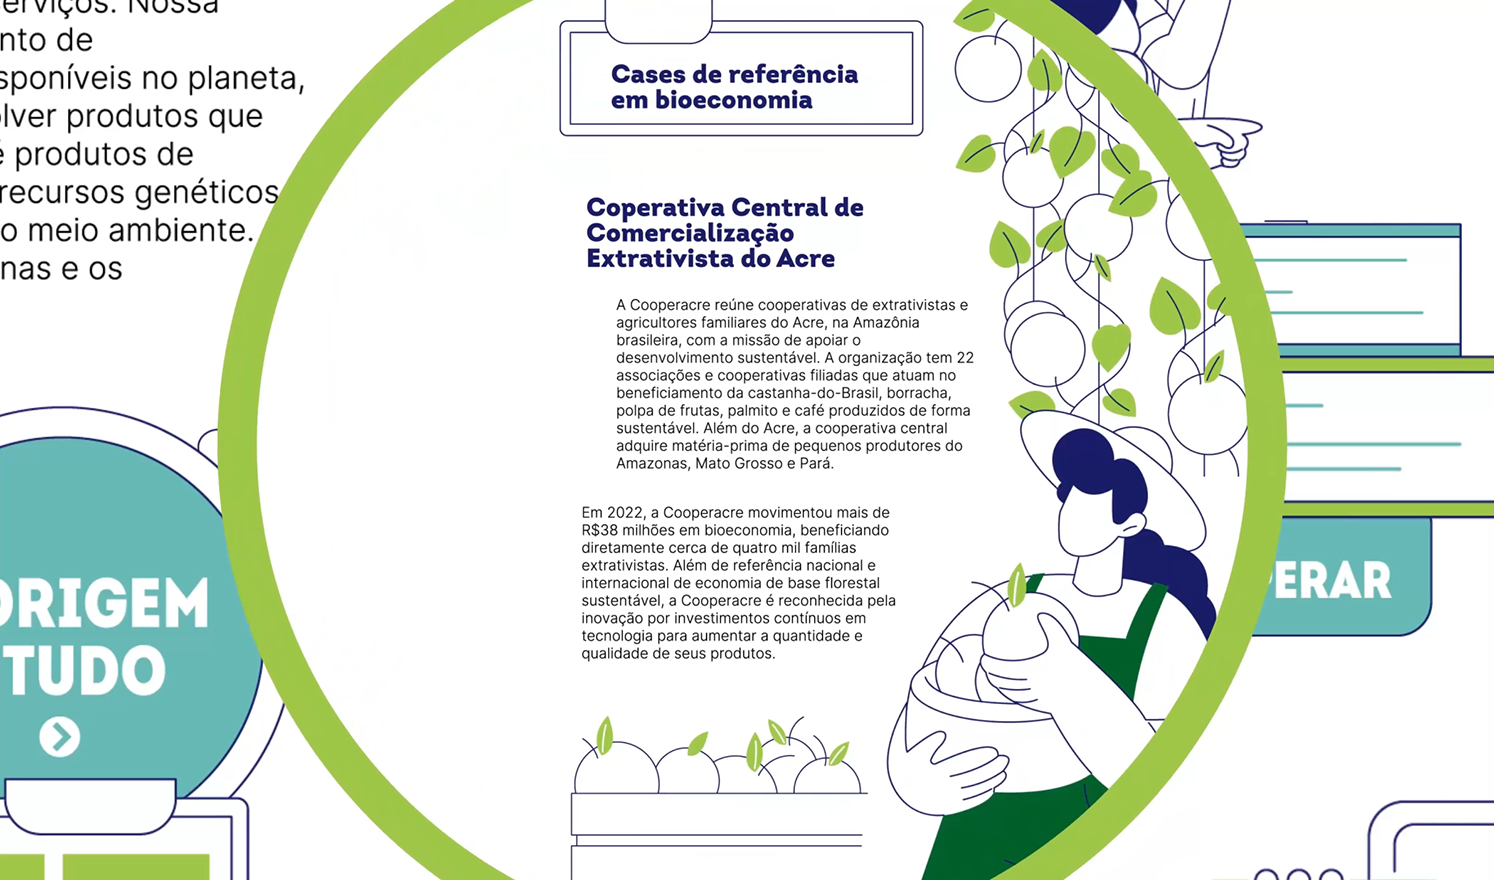 serviços. Nossa
nto de
sponíveis no planeta,
lver produtos que
é produtos de
recursos genéticos
o meio ambiente.
nas e os
Cases de referência
em bioeconomia
Coperativa Central de
Comercialização
Extrativista do Acre
A Cooperacre reúne cooperativas de extrativistas e
agricultores familiares do Acre, na Amazônia
brasileira, com a missão de apoiar o
desenvolvimento sustentável. A organização tem 22
associações e cooperativas filiadas que atuam no
beneficiamento da castanha-do-Brasil, borracha,
polpa de frutas, palmito e café produzidos de forma
sustentável. Além do Acre, a cooperativa central
adquire matéria-prima de pequenos produtores do
Amazonas, Mato Grosso e Pará.
Em 2022, a Cooperacre movimentou mais de
R$38 milhões em bioeconomia, beneficiando
diretamente cerca de quatro mil famílias
extrativistas. Além de referência nacional e
internacional de economia de base florestal
sustentável, a Cooperacre é reconhecida pela
inovação por investimentos contínuos em
tecnologia para aumentar a quantidade e
qualidade de seus produtos.
ORIGEM
TUDO
ERAR